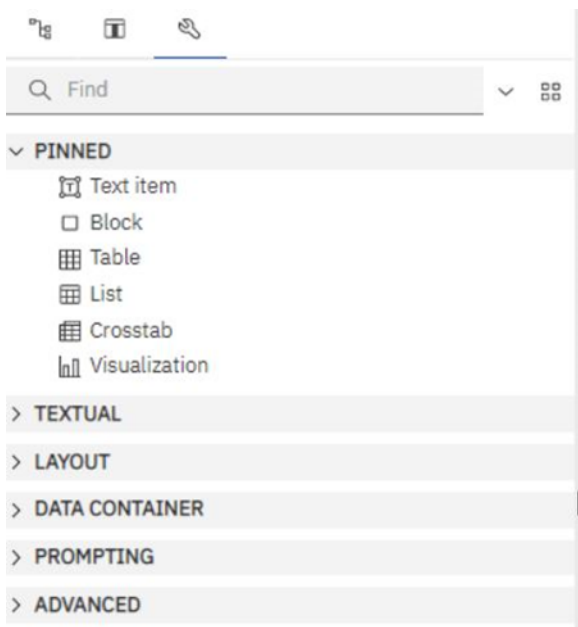 Find
PINNED
Text item
Block
Table
List
Crosstab
Visualization
TEXTUAL
LAYOUT
DATA CONTAINER
PROMPTING
ADVANCED